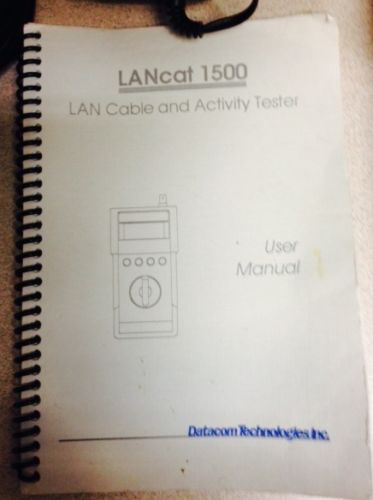 LANcat 1500
LAN Cable and Activity Tester
User
Manual
Datacom Technologies, Inc.